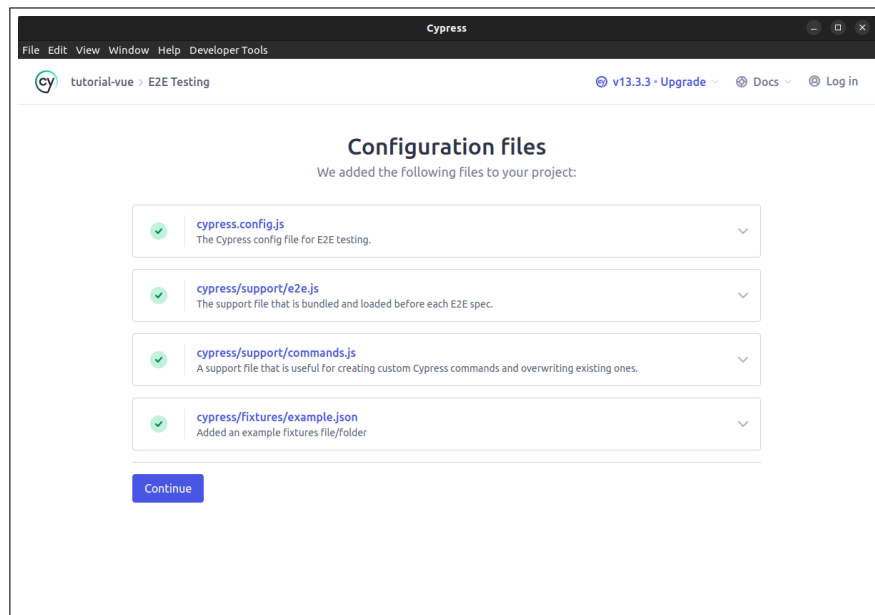 Cypress
File Edit View Window Help Developer Tools
cy tutorial-vue > E2E Testing v13.3.3 • Upgrade Docs Log in
Configuration files
We added the following files to your project:
cypress.config.js
The Cypress config file for E2E testing.
cypress/support/e2e.js
The support file that is bundled and loaded before each E2E spec.
cypress/support/commands.js
A support file that is useful for creating custom Cypress commands and overwriting existing ones.
cypress/fixtures/example.json
Added an example fixtures file/folder
Continue